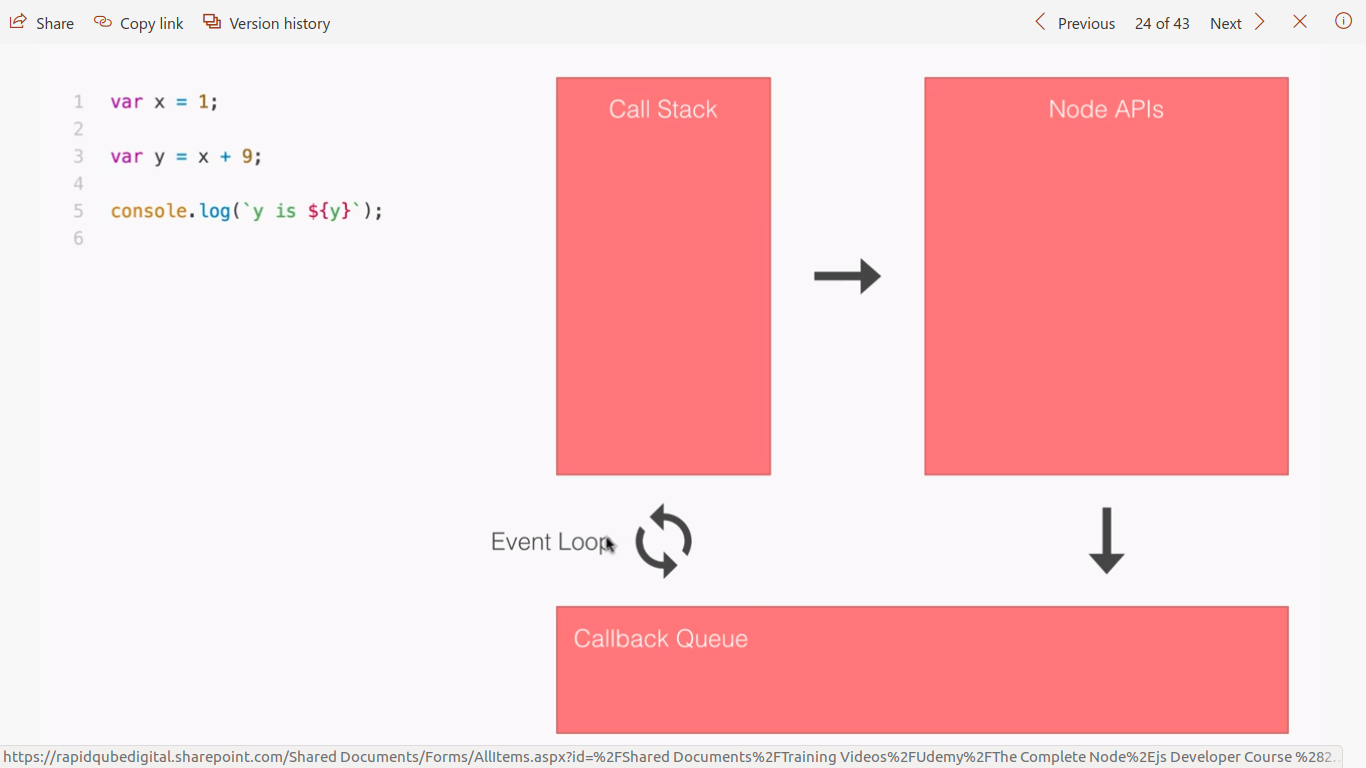 Share Copy link Version history Previous 24 of 43 Next
1 var x = 1;
2
3 var y = x + 9;
4
5 console.log(`y is ${y}`);
6
Call Stack
Node APIs
Event Loop
Callback Queue
https://rapidqubedigital.sharepoint.com/Shared Documents/Forms/AllItems.aspx?id=%2FShared Documents%2FTraining Videos%2FUdemy%2FThe Complete Node%2Ejs Developer Course %282...